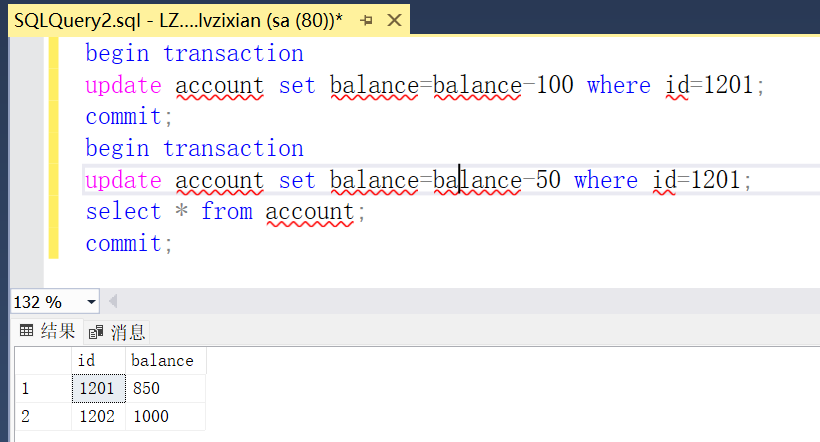 SQLQuery2.sql - LZ....lvzixian (sa (80))*
begin transaction
update account set balance=balance-100 where id=1201;
commit;
begin transaction
update account set balance=balance-50 where id=1201;
select * from account;
commit;
132 %
结果 消息
id balance
1 1201 850
2 1202 1000